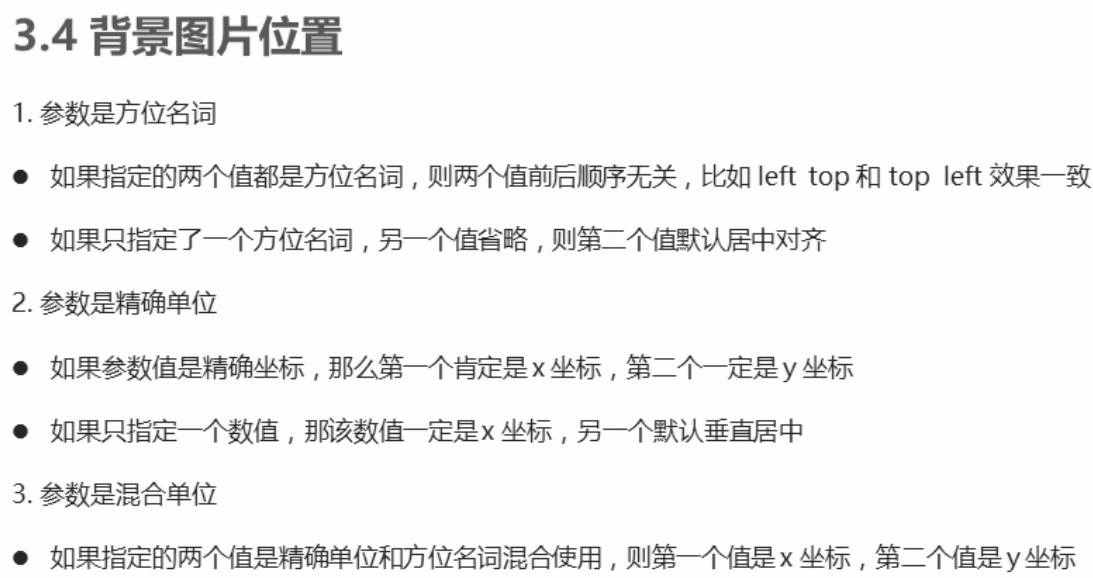 3.4 背景图片位置
1. 参数是方位名词
● 如果指定的两个值都是方位名词，则两个值前后顺序无关，比如 left top 和 top left 效果一致
● 如果只指定了一个方位名词，另一个值省略，则第二个值默认居中对齐
2. 参数是精确单位
● 如果参数值是精确坐标，那么第一个肯定是 x 坐标，第二个一定是 y 坐标
● 如果只指定一个数值，那该数值一定是 x 坐标，另一个默认垂直居中
3. 参数是混合单位
● 如果指定的两个值是精确单位和方位名词混合使用，则第一个值是 x 坐标，第二个值是 y 坐标